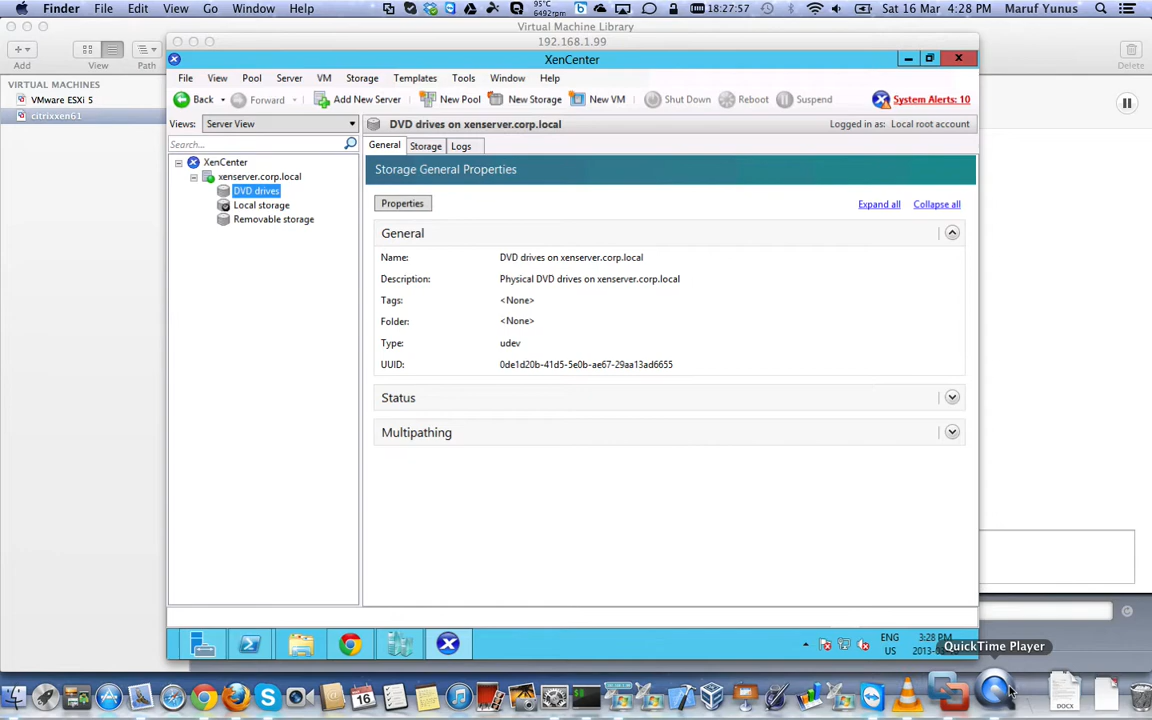 Finder File Edit View Go Window Help 95°C 6492rpm 18:27:57 Sat 16 Mar 4:28 PM Maruf Yunus
Virtual Machine Library
Add View Path Delete
VIRTUAL MACHINES
VMware ESXi 5
citrixxen61
192.168.1.99
XenCenter
File View Pool Server VM Storage Templates Tools Window Help
Back Forward Add New Server New Pool New Storage New VM Shut Down Reboot Suspend System Alerts: 10
Views: Server View DVD drives on xenserver.corp.local Logged in as: Local root account
Search...
General Storage Logs
XenCenter
xenserver.corp.local
DVD drives
Local storage
Removable storage
Storage General Properties
Properties Expand all Collapse all
General
Name: DVD drives on xenserver.corp.local
Description: Physical DVD drives on xenserver.corp.local
Tags: <None>
Folder: <None>
Type: udev
UUID: 0de1d20b-41d5-5e0b-ae67-29aa13ad6655
Status
Multipathing
ENG 3:28 PM
US
QuickTime Player
16
DOCX